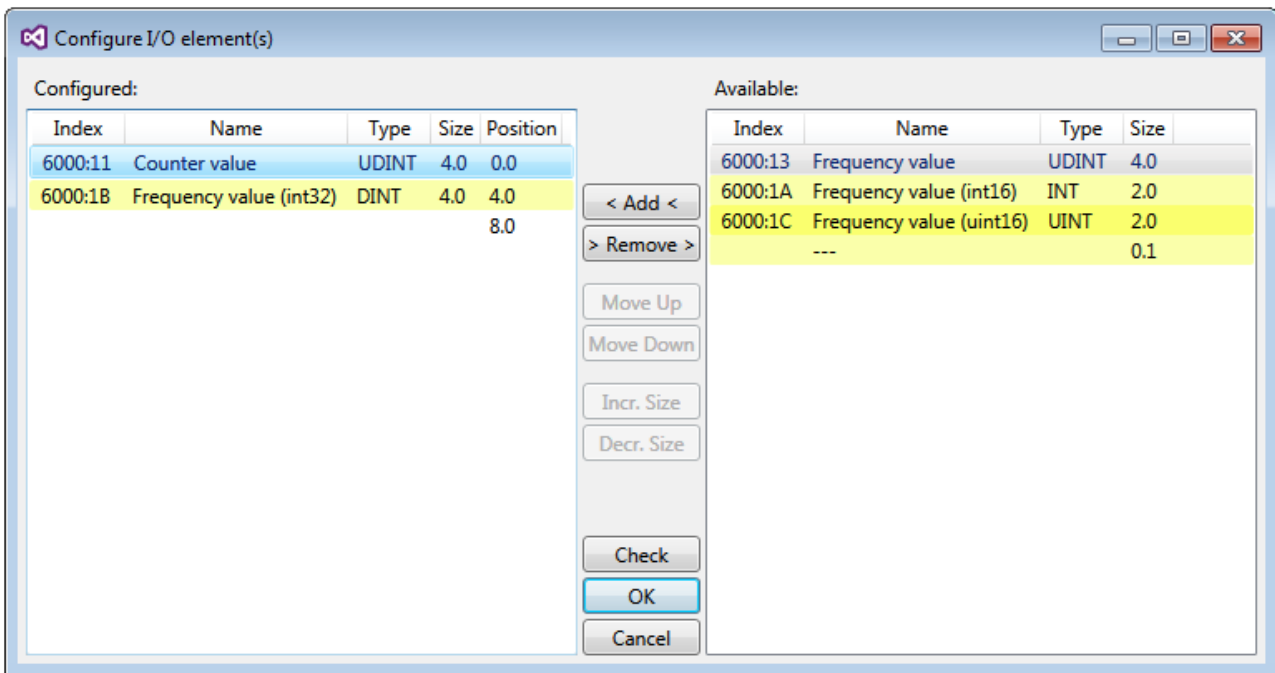 Configure I/O element(s)
Configured:
Index Name Type Size Position
6000:11 Counter value UDINT 4.0 0.0
6000:1B Frequency value (int32) DINT 4.0 4.0
8.0
< Add <
> Remove >
Move Up
Move Down
Incr. Size
Decr. Size
Check
OK
Cancel
Available:
Index Name Type Size
6000:13 Frequency value UDINT 4.0
6000:1A Frequency value (int16) INT 2.0
6000:1C Frequency value (uint16) UINT 2.0
--- 0.1